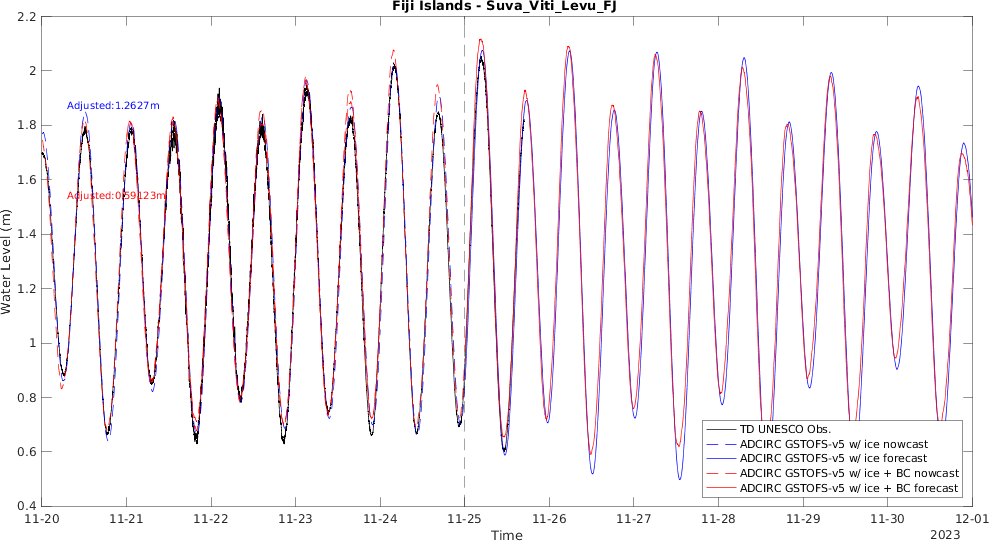 Fiji Islands - Suva_Viti_Levu_FJ
Water Level (m)
2.2
2
1.8
1.6
1.4
1.2
1
0.8
0.6
0.4
Adjusted:1.2627m
Adjusted:0.59123m
TD UNESCO Obs.
ADCIRC GSTOFS-v5 w/ ice nowcast
ADCIRC GSTOFS-v5 w/ ice forecast
ADCIRC GSTOFS-v5 w/ ice + BC nowcast
ADCIRC GSTOFS-v5 w/ ice + BC forecast
11-20 11-21 11-22 11-23 11-24 11-25 11-26 11-27 11-28 11-29 11-30 12-01
Time
2023